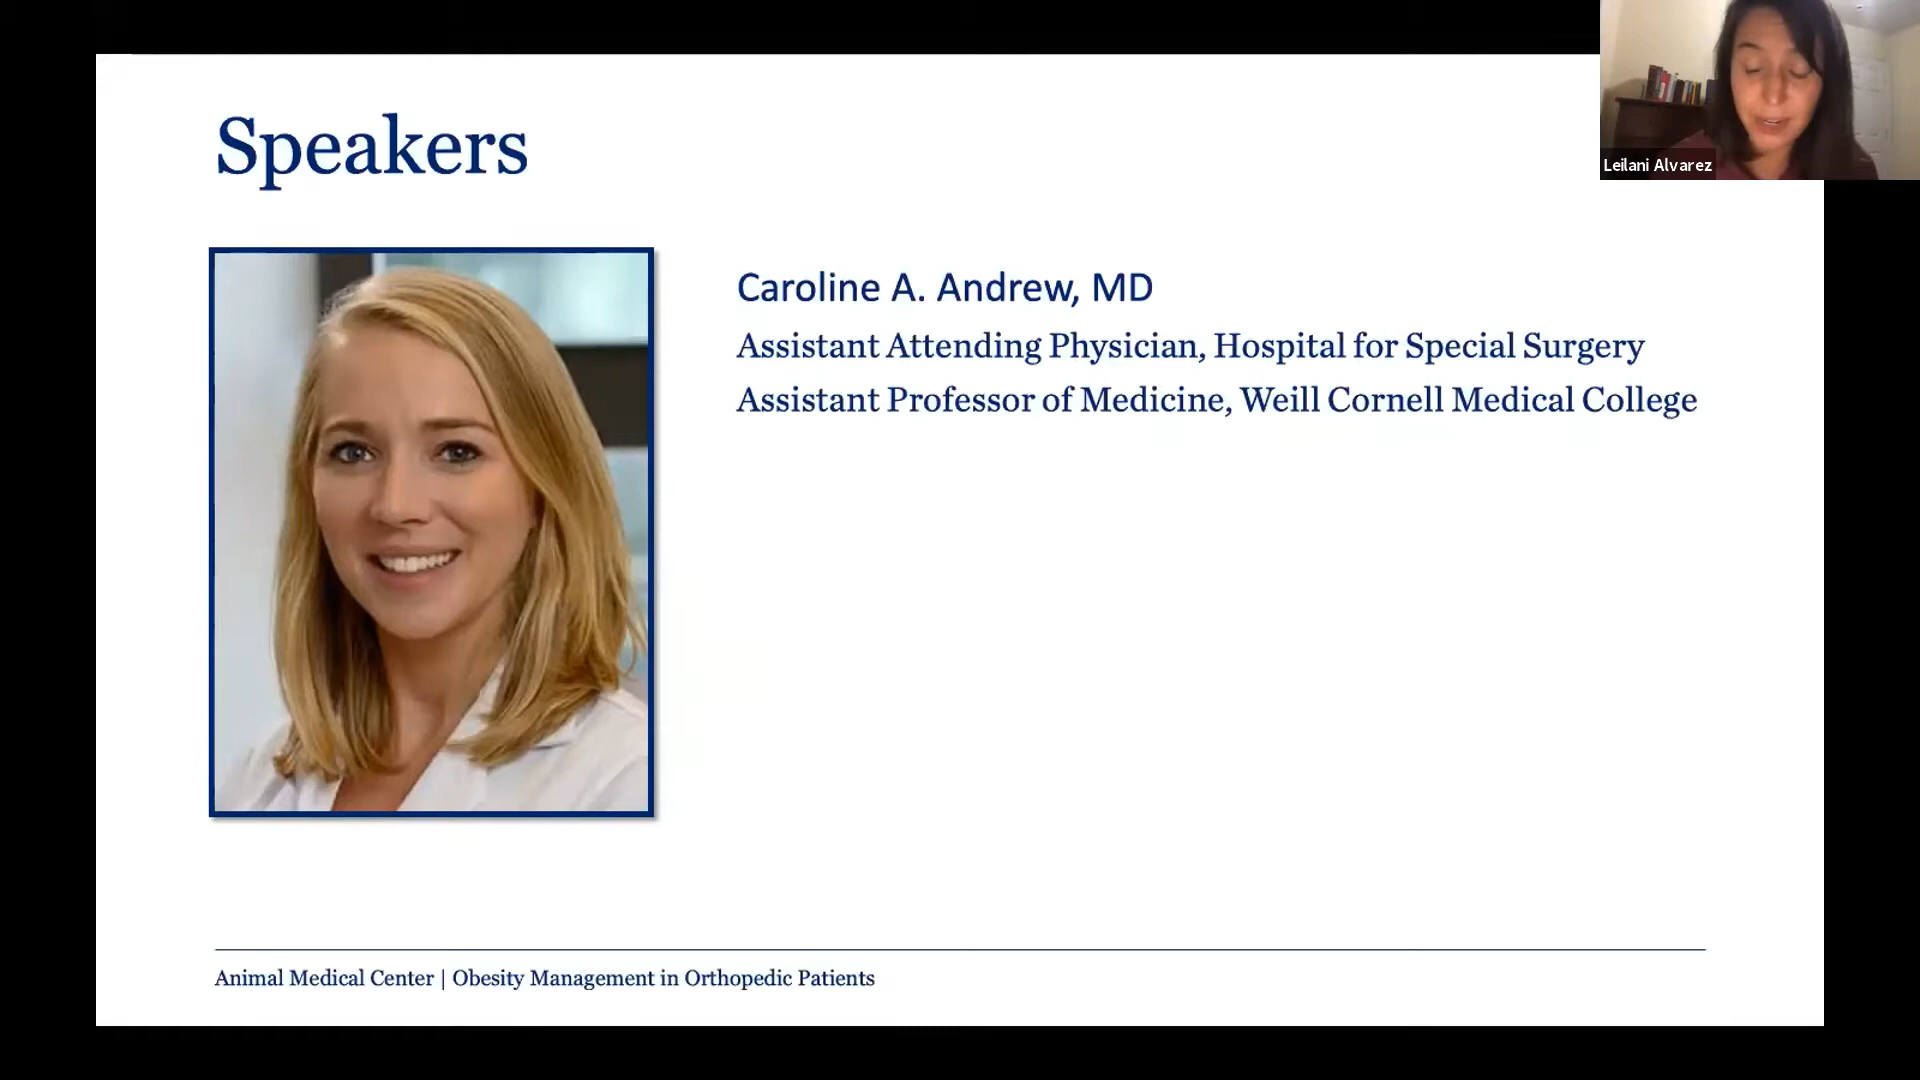 Speakers
Leilani Alvarez
Caroline A. Andrew, MD
Assistant Attending Physician, Hospital for Special Surgery
Assistant Professor of Medicine, Weill Cornell Medical College
Animal Medical Center | Obesity Management in Orthopedic Patients